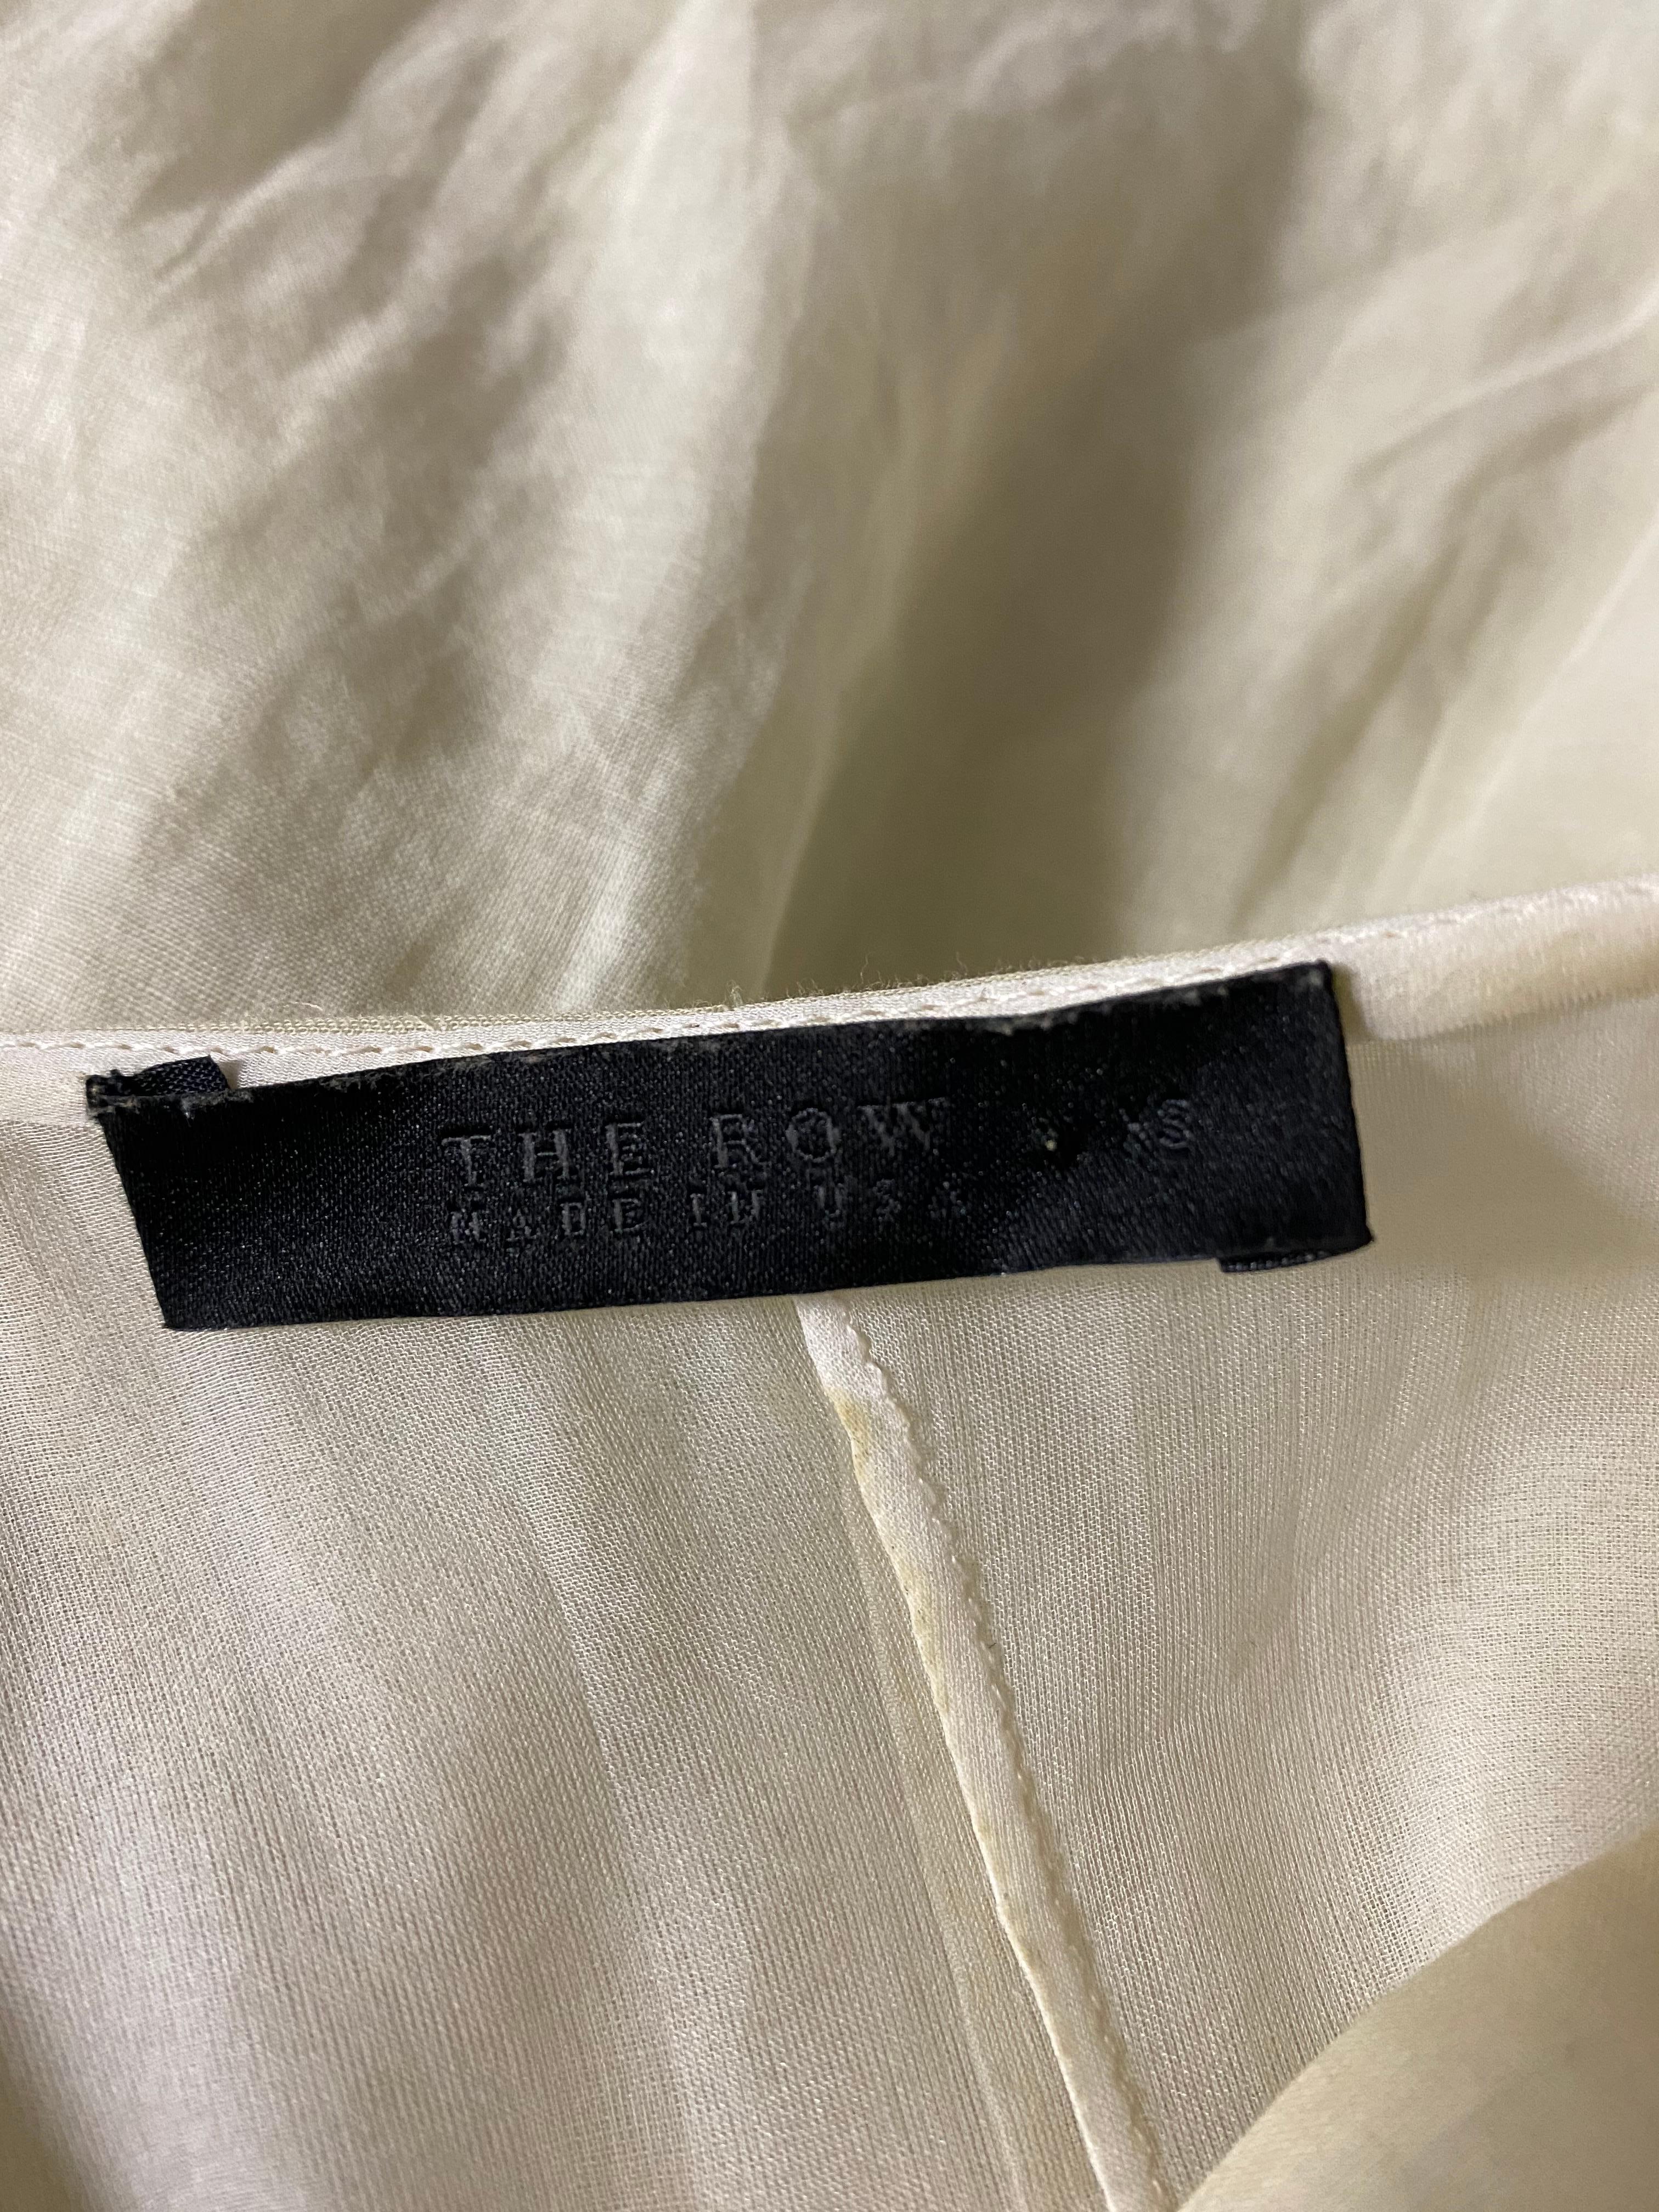 THE ROW XS
MADE IN USA